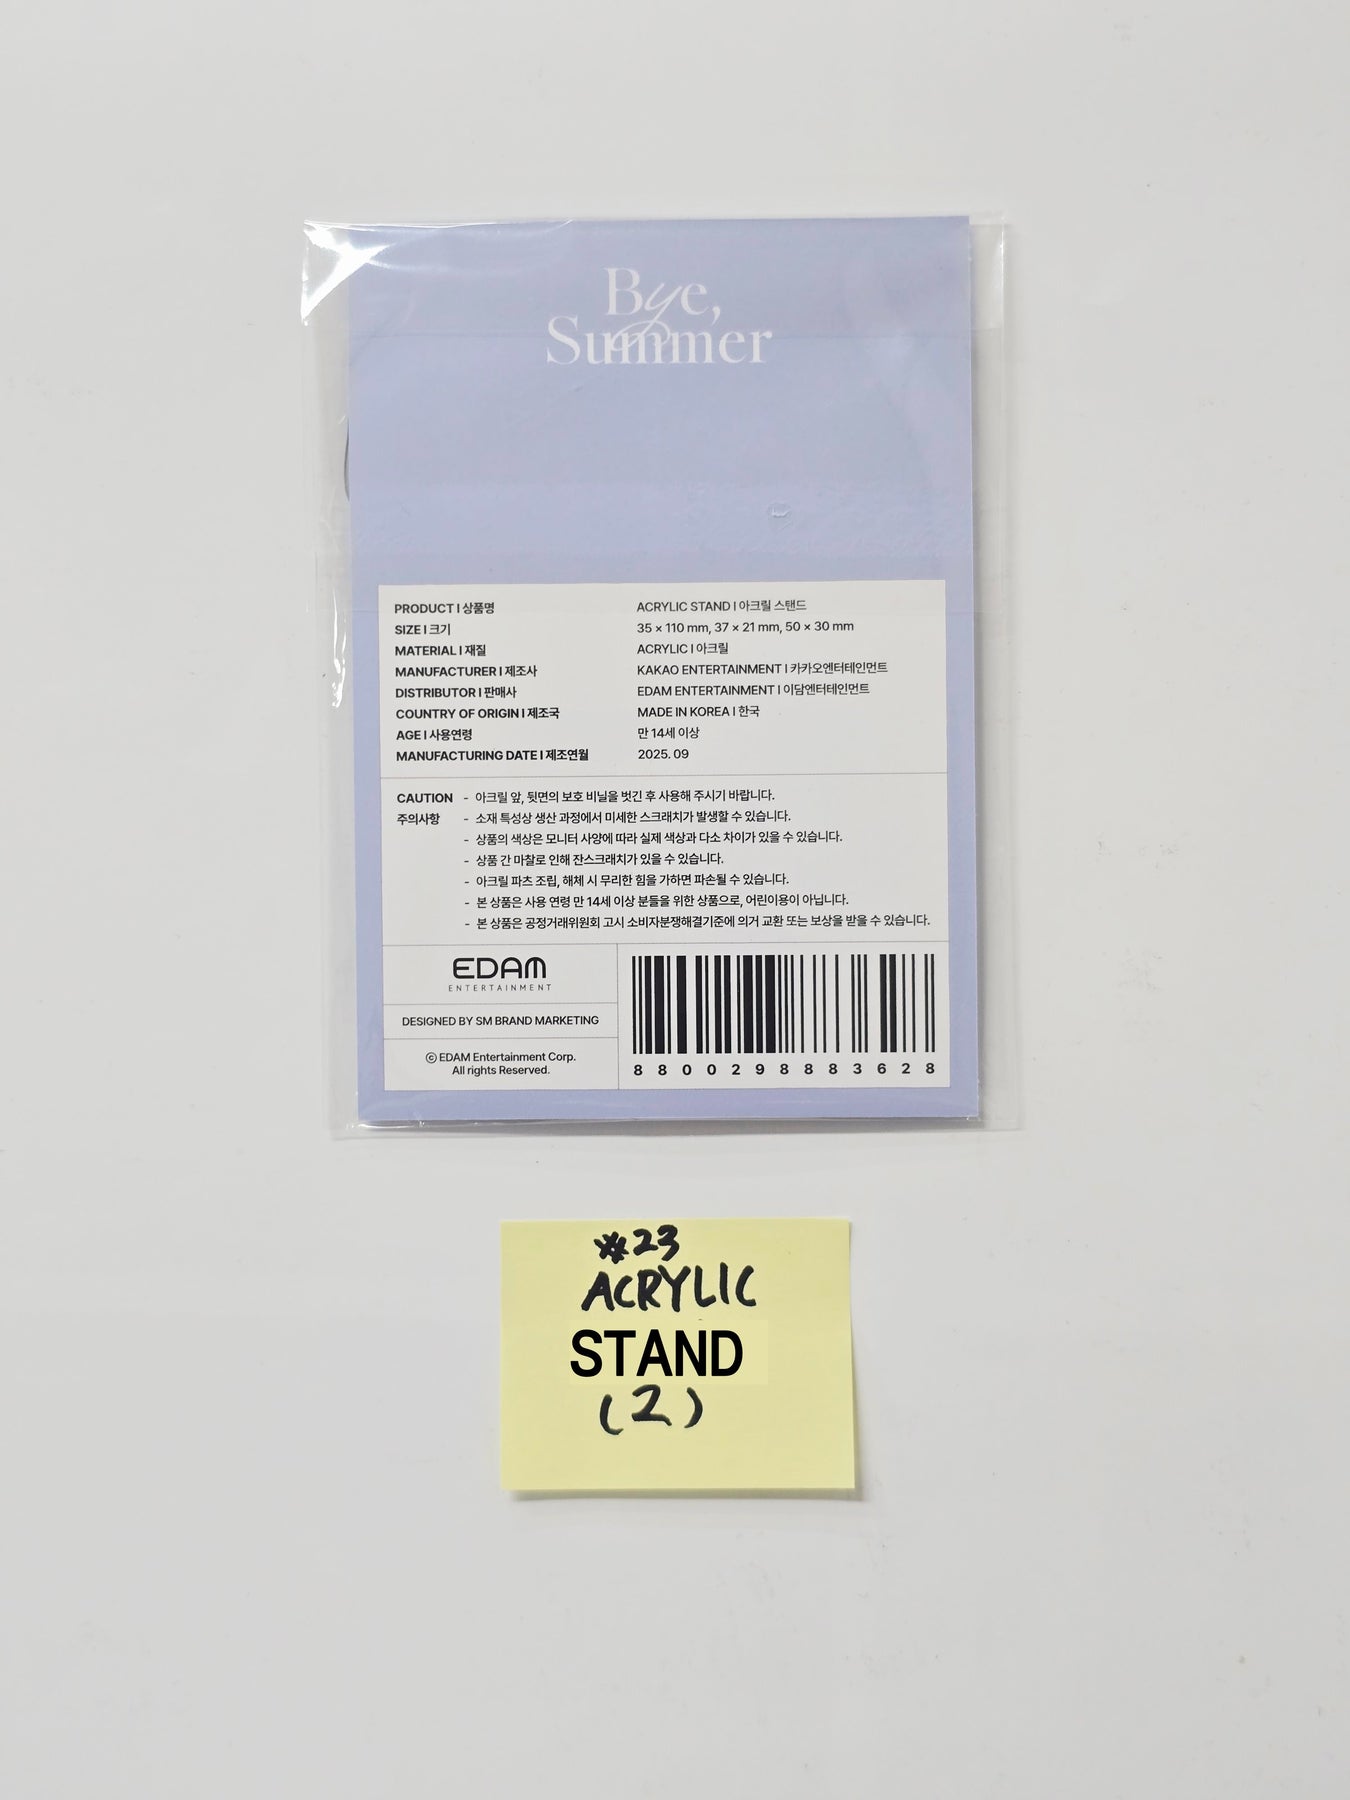 Bye,
Summer
PRODUCT I 상품명 ACRYLIC STAND I 아크릴 스탠드
SIZE I 크기 35 × 110 mm, 37 × 21 mm, 50 × 30 mm
MATERIAL I 재질 ACRYLIC I 아크릴
MANUFACTURER I 제조사 KAKAO ENTERTAINMENT I 카카오엔터테인먼트
DISTRIBUTOR I 판매사 EDAM ENTERTAINMENT I 이담엔터테인먼트
COUNTRY OF ORIGIN I 제조국 MADE IN KOREA I 한국
AGE I 사용연령 만 14세 이상
MANUFACTURING DATE I 제조연월 2025. 09
CAUTION - 아크릴 앞, 뒷면의 보호 비닐을 벗긴 후 사용해 주시기 바랍니다.
주의사항 - 소재 특성상 생산 과정에서 미세한 스크래치가 발생할 수 있습니다.
- 상품의 색상은 모니터 사양에 따라 실제 색상과 다소 차이가 있을 수 있습니다.
- 상품 간 마찰로 인해 잔스크래치가 있을 수 있습니다.
- 아크릴 파츠 조립, 해체 시 무리한 힘을 가하면 파손될 수 있습니다.
- 본 상품은 사용 연령 만 14세 이상 분들을 위한 상품으로, 어린이용이 아닙니다.
- 본 상품은 공정거래위원회 고시 소비자분쟁해결기준에 의거 교환 또는 보상을 받을 수 있습니다.
EDAM
ENTERTAINMENT
DESIGNED BY SM BRAND MARKETING
ⓒ EDAM Entertainment Corp.
All rights Reserved.
8 8 0 0 2 9 8 8 8 3 6 2 8
#23
ACRYLIC
STAND
(2)